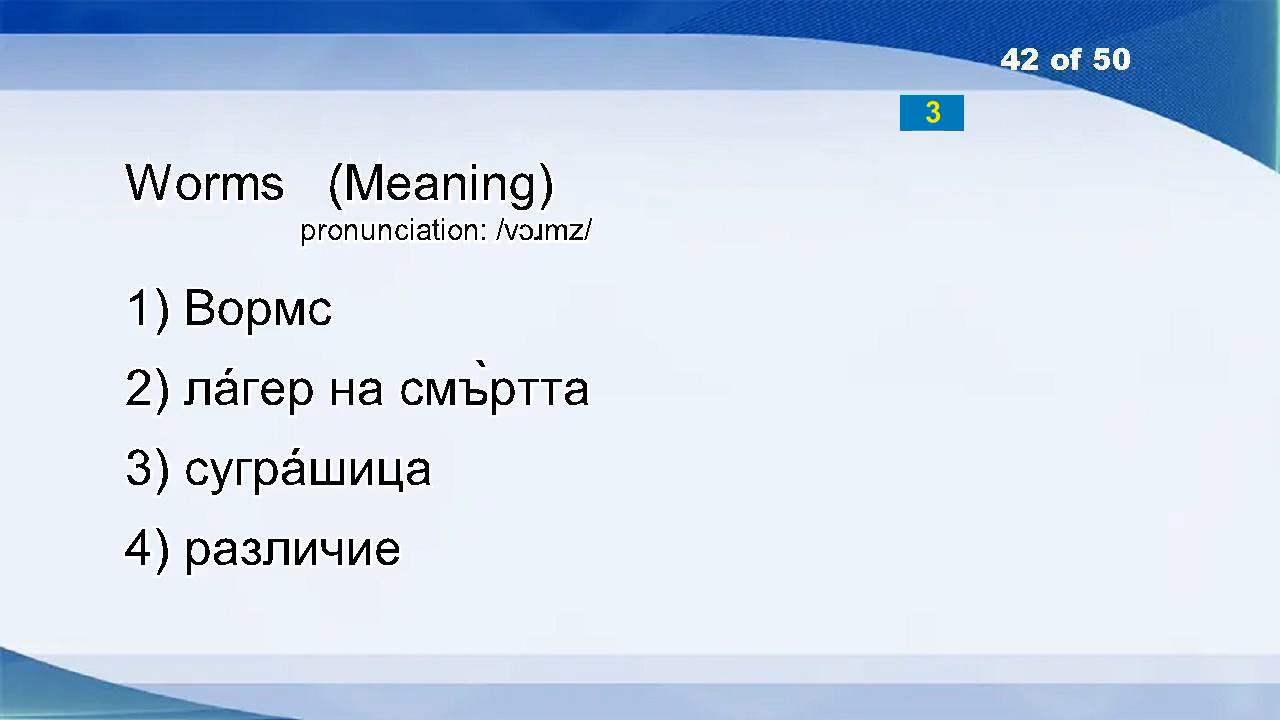 42 of 50
3
Worms (Meaning)
pronunciation: /vɔɹmz/
1) Вормс
2) ла́гер на смъ̀ртта
3) сугра́шица
4) различие